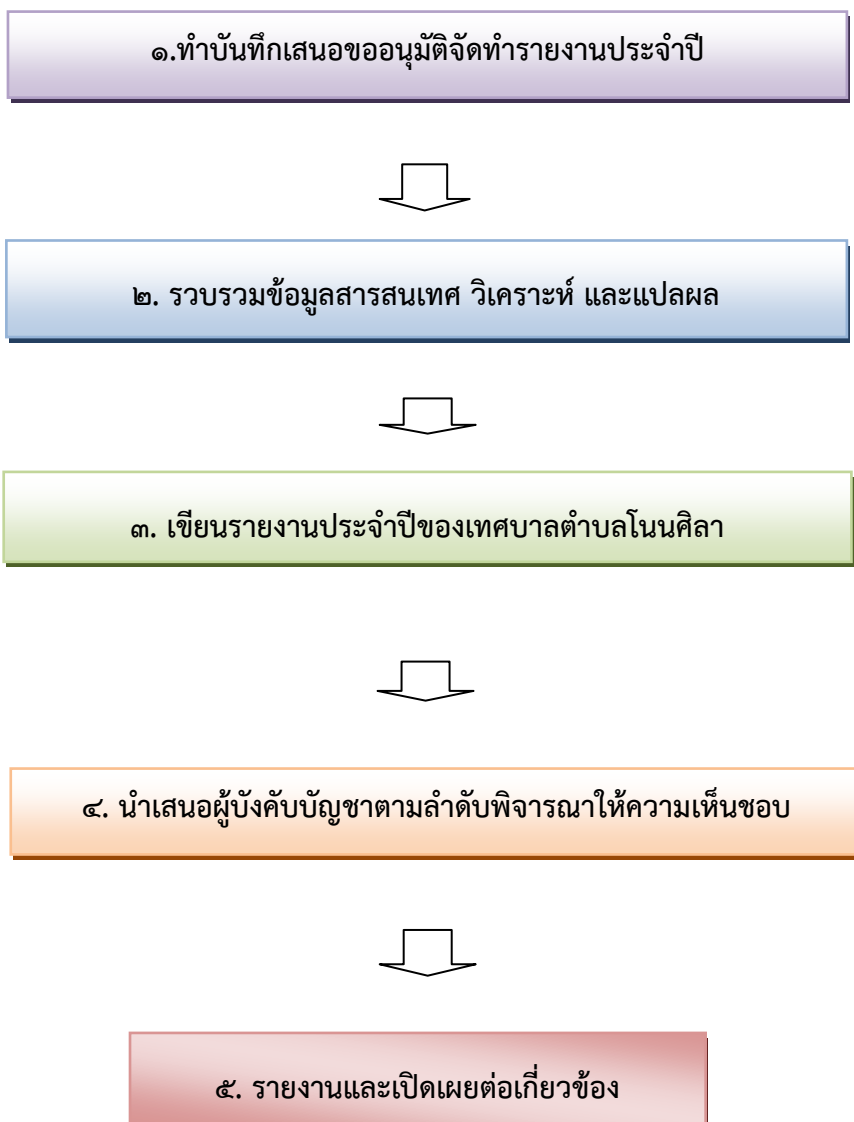 ๑.ทำบันทึกเสนอขออนุมัติจัดทำรายงานประจำปี
๒. รวบรวมข้อมูลสารสนเทศ วิเคราะห์ และแปลผล
๓. เขียนรายงานประจำปีของเทศบาลตำบลโนนศิลา
๔. นำเสนอผู้บังคับบัญชาตามลำดับพิจารณาให้ความเห็นชอบ
๕. รายงานและเปิดเผยต่อเกี่ยวข้อง